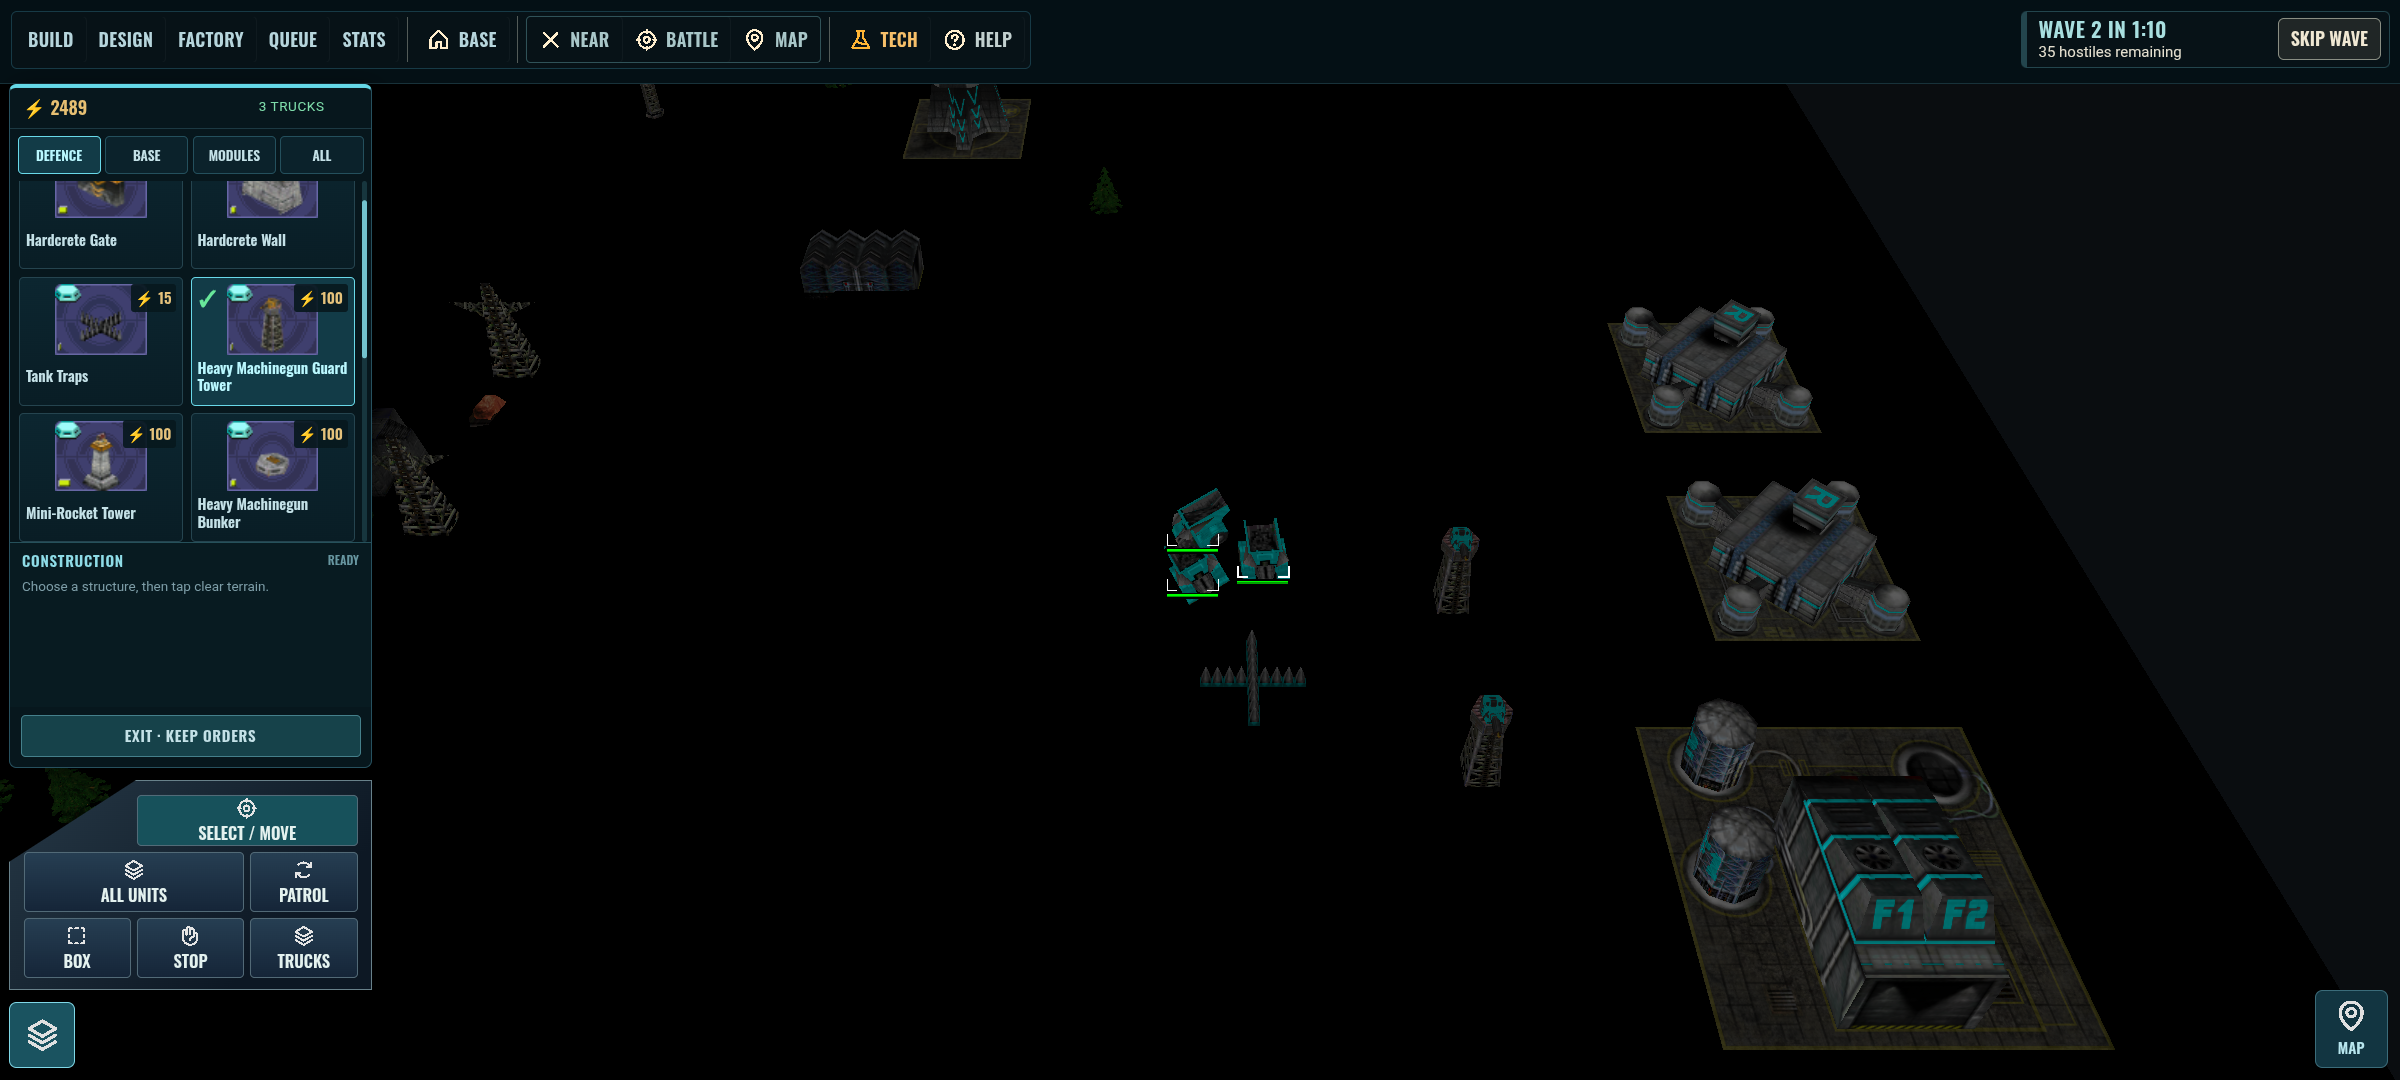 BUILD
DESIGN
FACTORY
QUEUE
STATS
BASE
NEAR
BATTLE
MAP
TECH
HELP
WAVE 2 IN 1:10
35 hostiles remaining
SKIP WAVE
2489
3 TRUCKS
DEFENCE
BASE
MODULES
ALL
Hardcrete Gate
Hardcrete Wall
15
Tank Traps
100
Heavy Machinegun Guard
Tower
100
Mini-Rocket Tower
100
Heavy Machinegun
Bunker
CONSTRUCTION
READY
Choose a structure, then tap clear terrain.
EXIT · KEEP ORDERS
SELECT / MOVE
ALL UNITS
PATROL
BOX
STOP
TRUCKS
F1
F2
MAP